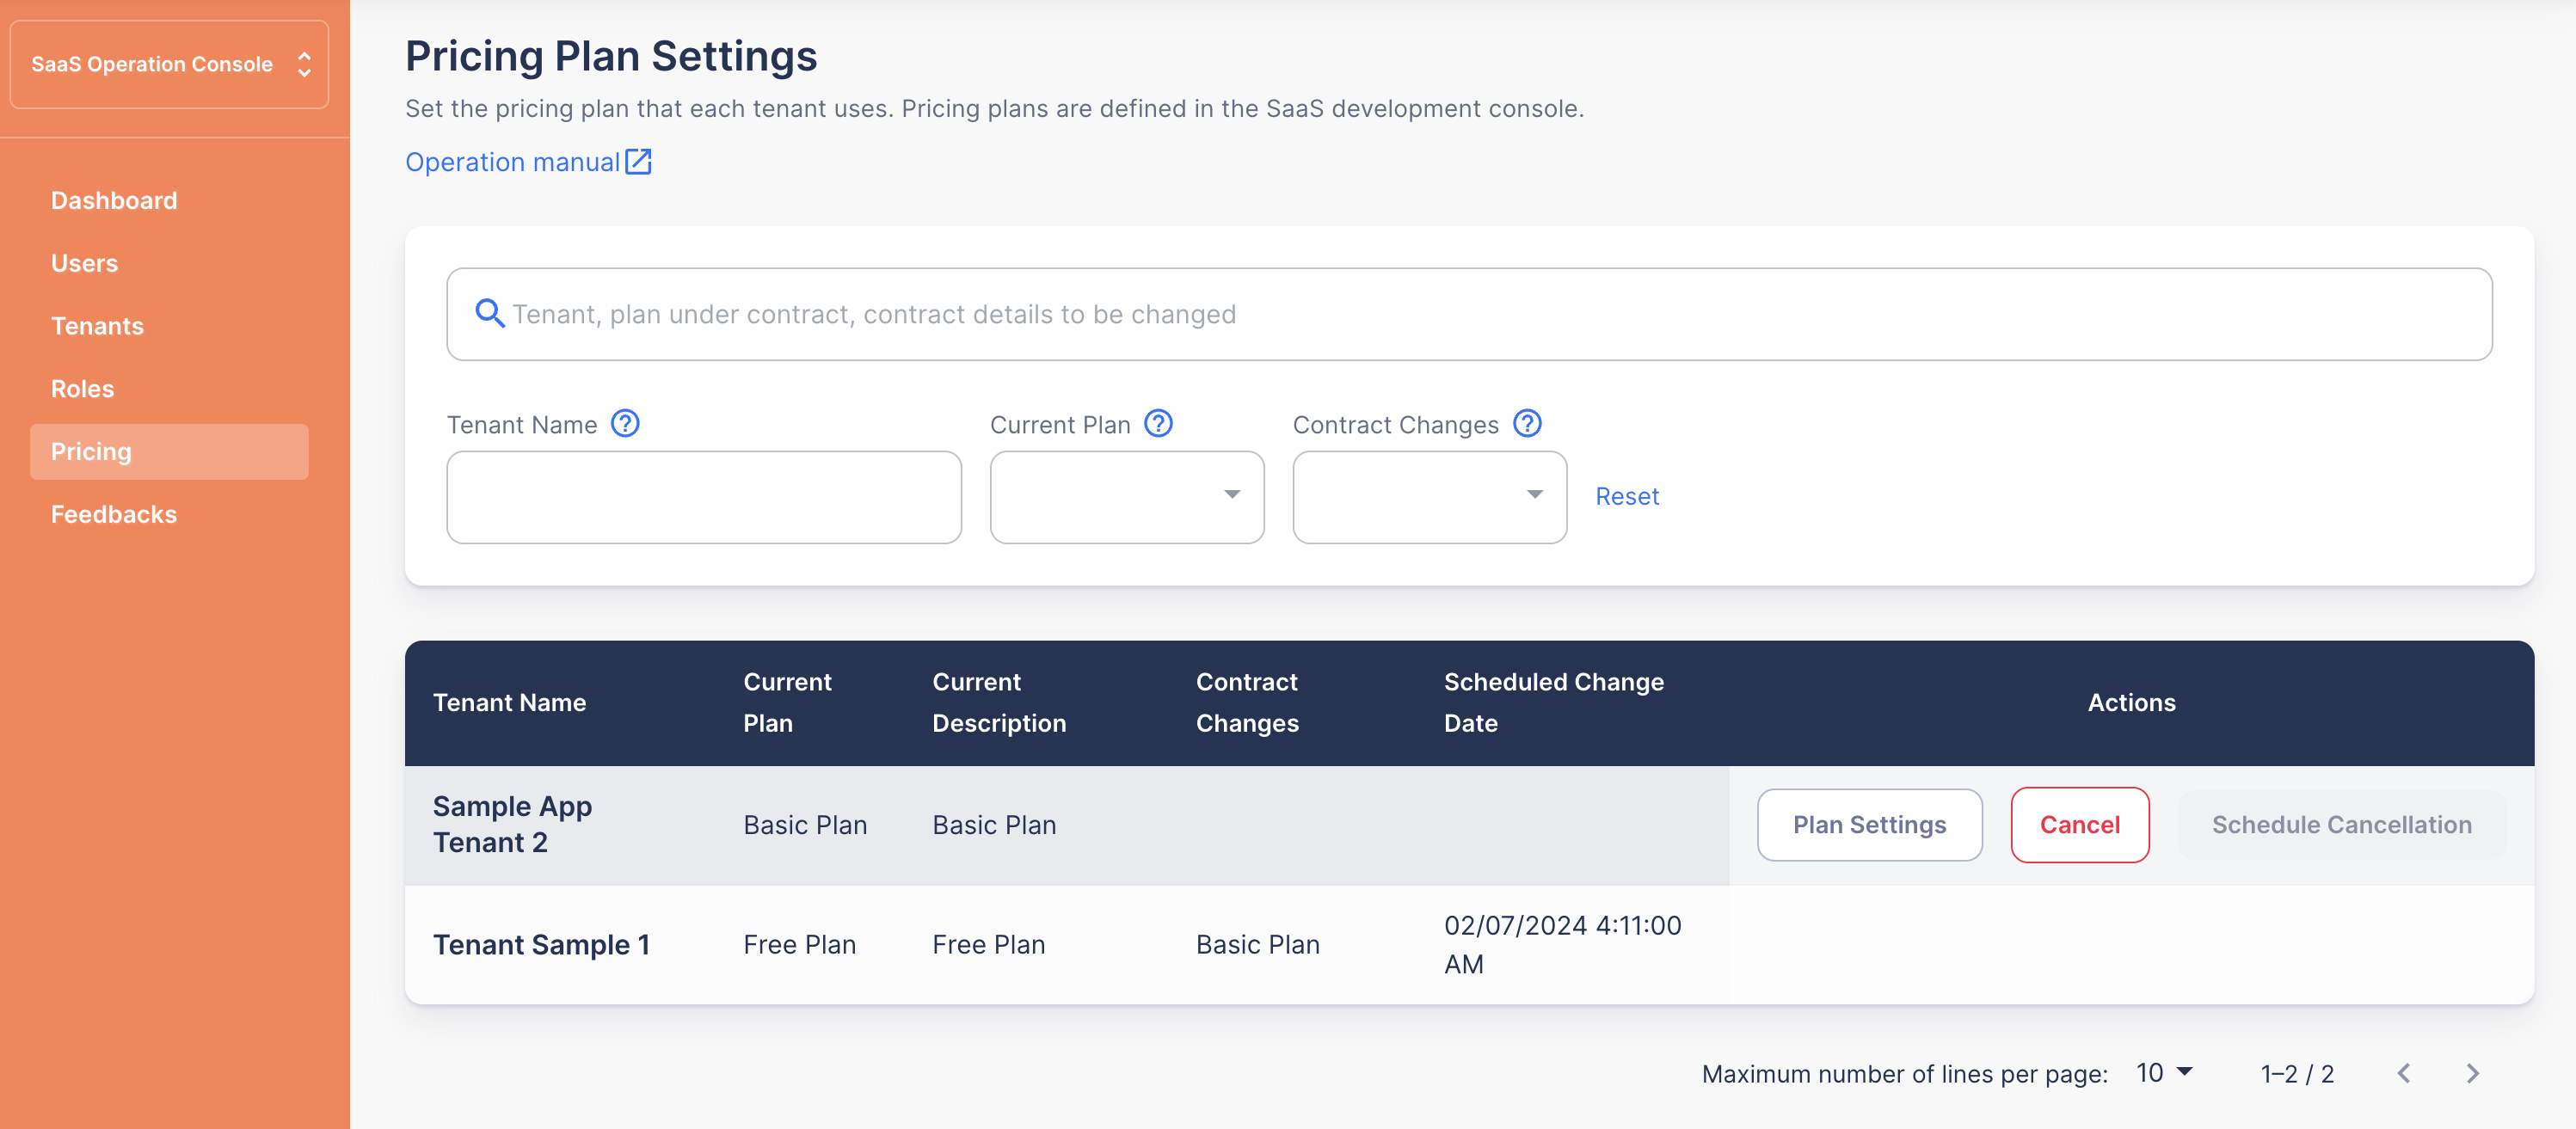 SaaS Operation Console
Dashboard
Users
Tenants
Roles
Pricing
Feedbacks
Pricing Plan Settings
Set the pricing plan that each tenant uses. Pricing plans are defined in the SaaS development console.
Operation manual
Tenant, plan under contract, contract details to be changed
Tenant Name ?
Current Plan ?
Contract Changes ?
Reset
Tenant Name
Current
Plan
Current
Description
Contract
Changes
Scheduled Change
Date
Actions
Sample App
Tenant 2
Basic Plan
Basic Plan
Plan Settings
Cancel
Schedule Cancellation
Tenant Sample 1
Free Plan
Free Plan
Basic Plan
02/07/2024 4:11:00
AM
Maximum number of lines per page: 10
1–2 / 2